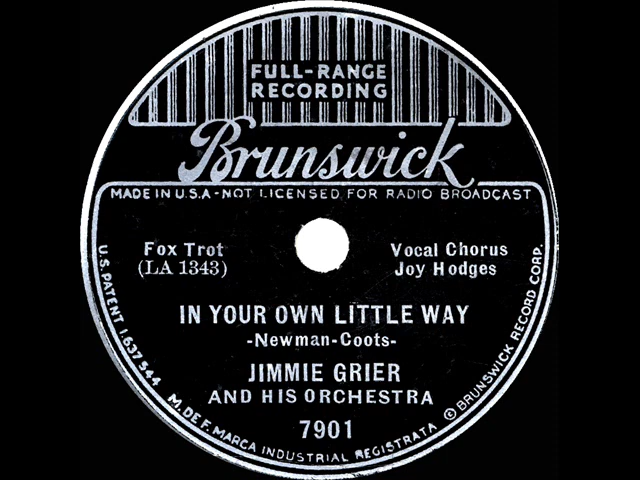 FULL-RANGE
RECORDING
Brunswick
MADE IN U.S.A - NOT LICENSED FOR RADIO BROADCAST
Fox Trot
(LA 1343)
Vocal Chorus
Joy Hodges
IN YOUR OWN LITTLE WAY
-Newman-Coots-
JIMMIE GRIER
AND HIS ORCHESTRA
7901
U.S. PATENT 1,637,544
M. DE F. MARCA INDUSTRIAL REGISTRATA
© BRUNSWICK RECORD CORP.